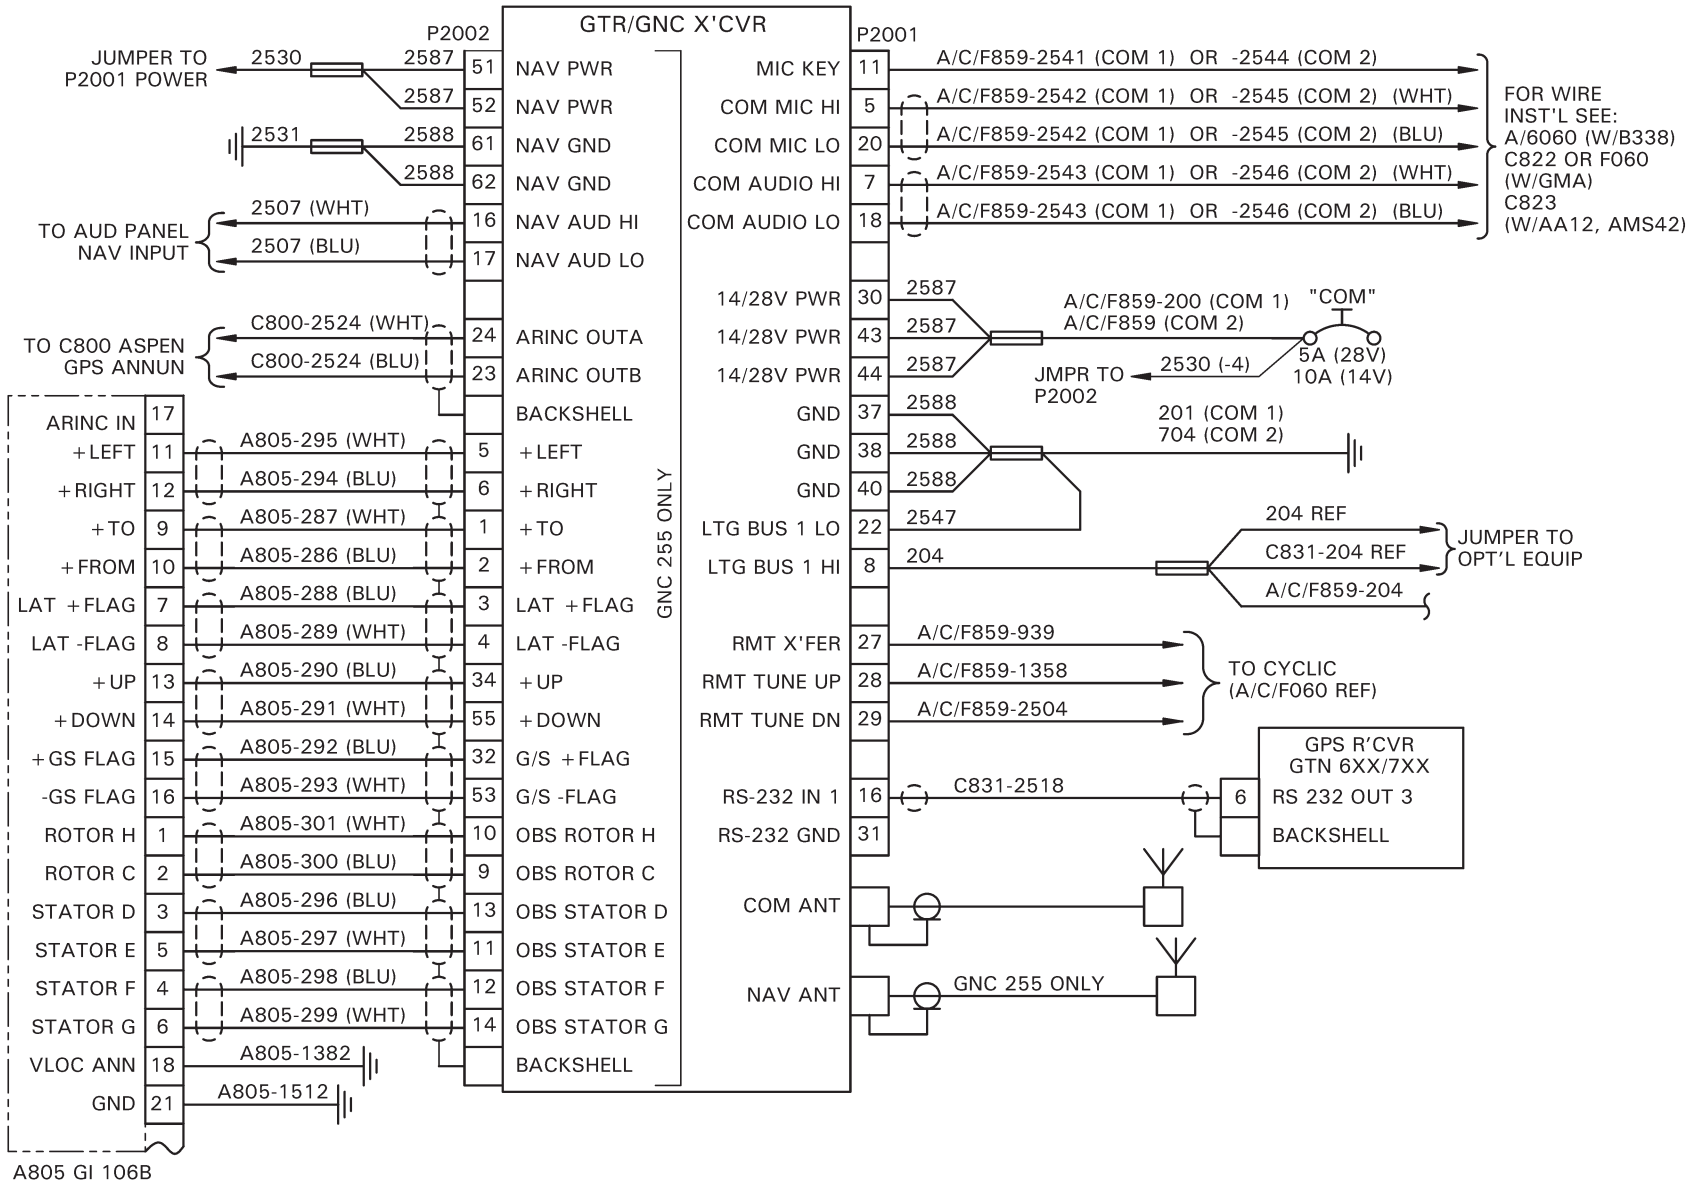 GTR/GNC X'CVR
P2002
P2001
JUMPER TO
P2001 POWER
2530
2587
51
NAV PWR
2587
52
NAV PWR
2531
2588
61
NAV GND
2588
62
NAV GND
TO AUD PANEL
NAV INPUT
2507 (WHT)
16
NAV AUD HI
2507 (BLU)
17
NAV AUD LO
TO C800 ASPEN
GPS ANNUN
C800-2524 (WHT)
24
ARINC OUTA
C800-2524 (BLU)
23
ARINC OUTB
BACKSHELL
ARINC IN 17
+LEFT 11 A805-295 (WHT) 5 +LEFT
+RIGHT 12 A805-294 (BLU) 6 +RIGHT
+TO 9 A805-287 (WHT) 1 +TO
+FROM 10 A805-286 (BLU) 2 +FROM
LAT +FLAG 7 A805-288 (BLU) 3 LAT +FLAG
LAT -FLAG 8 A805-289 (WHT) 4 LAT -FLAG
+UP 13 A805-290 (BLU) 34 +UP
+DOWN 14 A805-291 (WHT) 55 +DOWN
+GS FLAG 15 A805-292 (BLU) 32 G/S +FLAG
-GS FLAG 16 A805-293 (WHT) 53 G/S -FLAG
ROTOR H 1 A805-301 (WHT) 10 OBS ROTOR H
ROTOR C 2 A805-300 (BLU) 9 OBS ROTOR C
STATOR D 3 A805-296 (BLU) 13 OBS STATOR D
STATOR E 5 A805-297 (WHT) 11 OBS STATOR E
STATOR F 4 A805-298 (BLU) 12 OBS STATOR F
STATOR G 6 A805-299 (WHT) 14 OBS STATOR G
VLOC ANN 18 A805-1382
BACKSHELL
GND 21 A805-1512
A805 GI 106B
GNC 255 ONLY
MIC KEY 11 A/C/F859-2541 (COM 1) OR -2544 (COM 2)
COM MIC HI 5 A/C/F859-2542 (COM 1) OR -2545 (COM 2) (WHT)
COM MIC LO 20 A/C/F859-2542 (COM 1) OR -2545 (COM 2) (BLU)
COM AUDIO HI 7 A/C/F859-2543 (COM 1) OR -2546 (COM 2) (WHT)
COM AUDIO LO 18 A/C/F859-2543 (COM 1) OR -2546 (COM 2) (BLU)
FOR WIRE
INST'L SEE:
A/6060 (W/B338)
C822 OR F060
(W/GMA)
C823
(W/AA12, AMS42)
14/28V PWR 30 2587
14/28V PWR 43 2587
14/28V PWR 44 2587
A/C/F859-200 (COM 1)
A/C/F859 (COM 2)
"COM"
5A (28V)
10A (14V)
JMPR TO
P2002
2530 (-4)
GND 37 2588
GND 38 2588
GND 40 2588
201 (COM 1)
704 (COM 2)
LTG BUS 1 LO 22 2547
LTG BUS 1 HI 8 204
204 REF
C831-204 REF
A/C/F859-204
JUMPER TO
OPT’L EQUIP
RMT X'FER 27 A/C/F859-939
RMT TUNE UP 28 A/C/F859-1358
RMT TUNE DN 29 A/C/F859-2504
TO CYCLIC
(A/C/F060 REF)
GPS R’CVR
GTN 6XX/7XX
RS-232 IN 1 16 C831-2518 6 RS 232 OUT 3
RS-232 GND 31
BACKSHELL
COM ANT
NAV ANT
GNC 255 ONLY